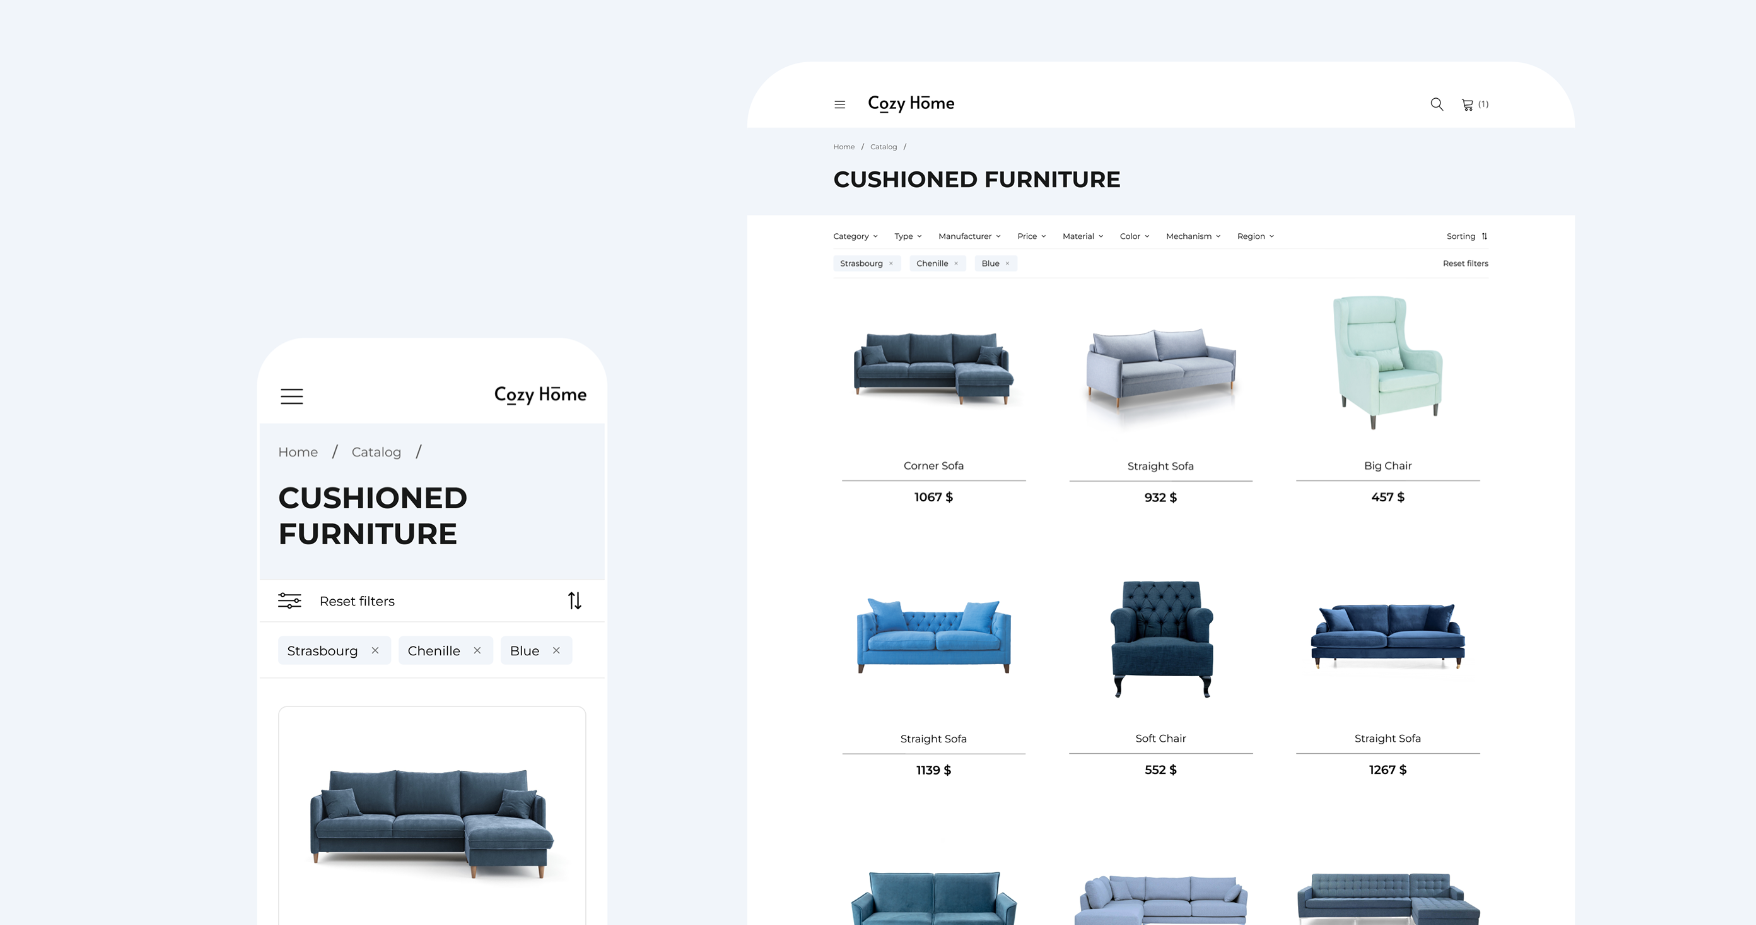 Cozy Home
Home / Catalog /
CUSHIONED
FURNITURE
Reset filters
Strasbourg × Chenille × Blue ×
Cozy Home (1)
Home / Catalog /
CUSHIONED FURNITURE
Category Type Manufacturer Price Material Color Mechanism Region Sorting
Strasbourg × Chenille × Blue × Reset filters
Corner Sofa Straight Sofa Big Chair
1067 $ 932 $ 457 $
Straight Sofa Soft Chair Straight Sofa
1139 $ 552 $ 1267 $